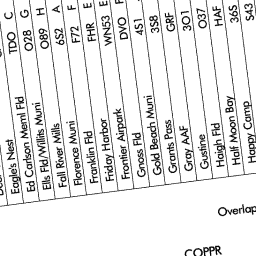 Eagle's Nest TDO C
Ed Carlson Meml Fld O28 G
Ells Fld/Willits Muni O89 H
Fall River Mills 6S2 A
Florence Muni F72 F
Franklin Fld FHR E
Friday Harbor WN53 E
Frontier Airpark DVO F
Gnoss Fld 4S1
Gold Beach Muni 3S8
Grants Pass GRF
Gray AAF 3O1
Gustine O37
Haigh Fld HAF
Half Moon Bay 36S
Happy Camp S43
Overlap
COPPR